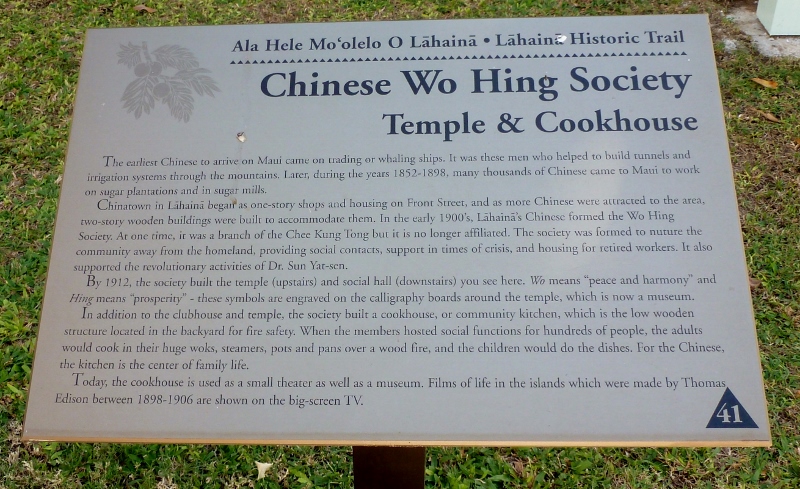 Ala Hele Mo‘olelo O Lāhainā • Lāhainā Historic Trail
Chinese Wo Hing Society
Temple & Cookhouse
The earliest Chinese to arrive on Maui came on trading or whaling ships. It was these men who helped to build tunnels and
irrigation systems through the mountains. Later, during the years 1852-1898, many thousands of Chinese came to Maui to work
on sugar plantations and in sugar mills.
Chinatown in Lāhainā began as one-story shops and housing on Front Street, and as more Chinese were attracted to the area,
two-story wooden buildings were built to accommodate them. In the early 1900's, Lāhainā's Chinese formed the Wo Hing
Society. At one time, it was a branch of the Chee Kung Tong but it is no longer affiliated. The society was formed to nuture the
community away from the homeland, providing social contacts, support in times of crisis, and housing for retired workers. It also
supported the revolutionary activities of Dr. Sun Yat-sen.
By 1912, the society built the temple (upstairs) and social hall (downstairs) you see here. Wo means “peace and harmony” and
Hing means “prosperity” - these symbols are engraved on the calligraphy boards around the temple, which is now a museum.
In addition to the clubhouse and temple, the society built a cookhouse, or community kitchen, which is the low wooden
structure located in the backyard for fire safety. When the members hosted social functions for hundreds of people, the adults
would cook in their huge woks, steamers, pots and pans over a wood fire, and the children would do the dishes. For the Chinese,
the kitchen is the center of family life.
Today, the cookhouse is used as a small theater as well as a museum. Films of life in the islands which were made by Thomas
Edison between 1898-1906 are shown on the big-screen TV.
41